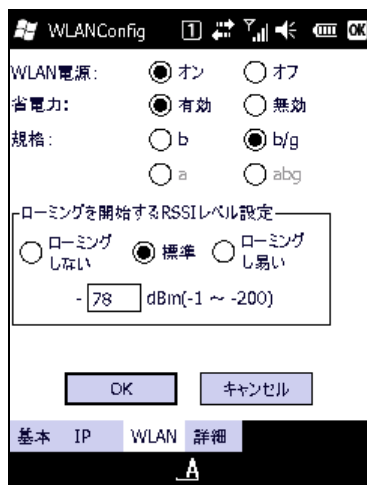 WLANConfig 1 OK
WLAN電源: オン オフ
省電力: 有効 無効
規格: b b/g
a abg
ローミングを開始するRSSIレベル設定
ローミングしない 標準 ローミングし易い
- 78 dBm(-1 ～ -200)
OK キャンセル
基本 IP WLAN 詳細
A